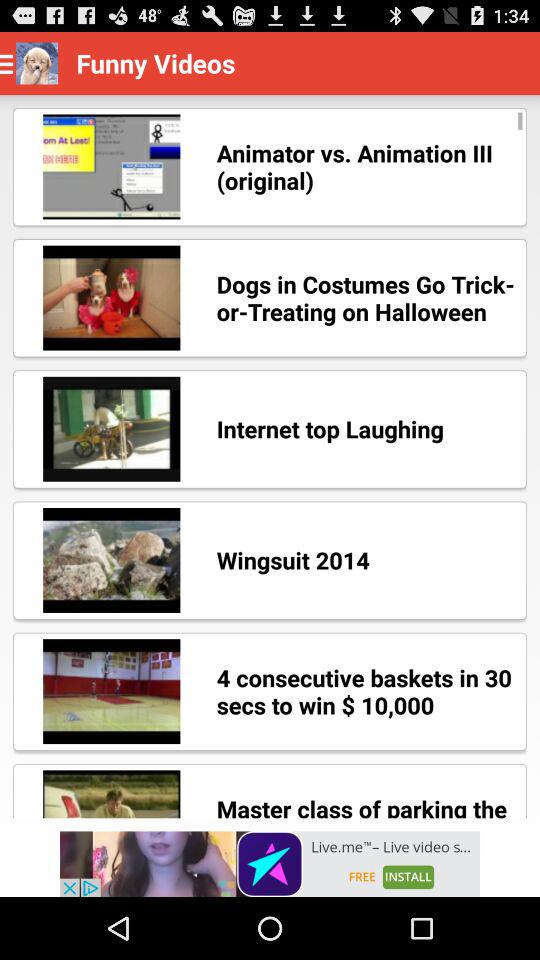 48°
1:34
Funny Videos
om At Last!
CK HERE
Animator vs. Animation III
(original)
Dogs in Costumes Go Trick-
or-Treating on Halloween
Internet top Laughing
Wingsuit 2014
4 consecutive baskets in 30
secs to win $ 10,000
Master class of parking the
Live.me™– Live video s...
FREE INSTALL